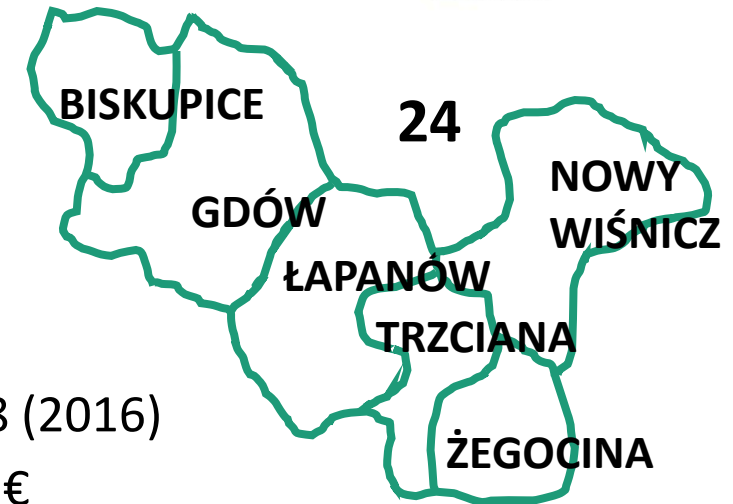 BISKUPICE
24
NOWY
WIŚNICZ
GDÓW
ŁAPANÓW
TRZCIANA
(2016)
ŻEGOCINA
€